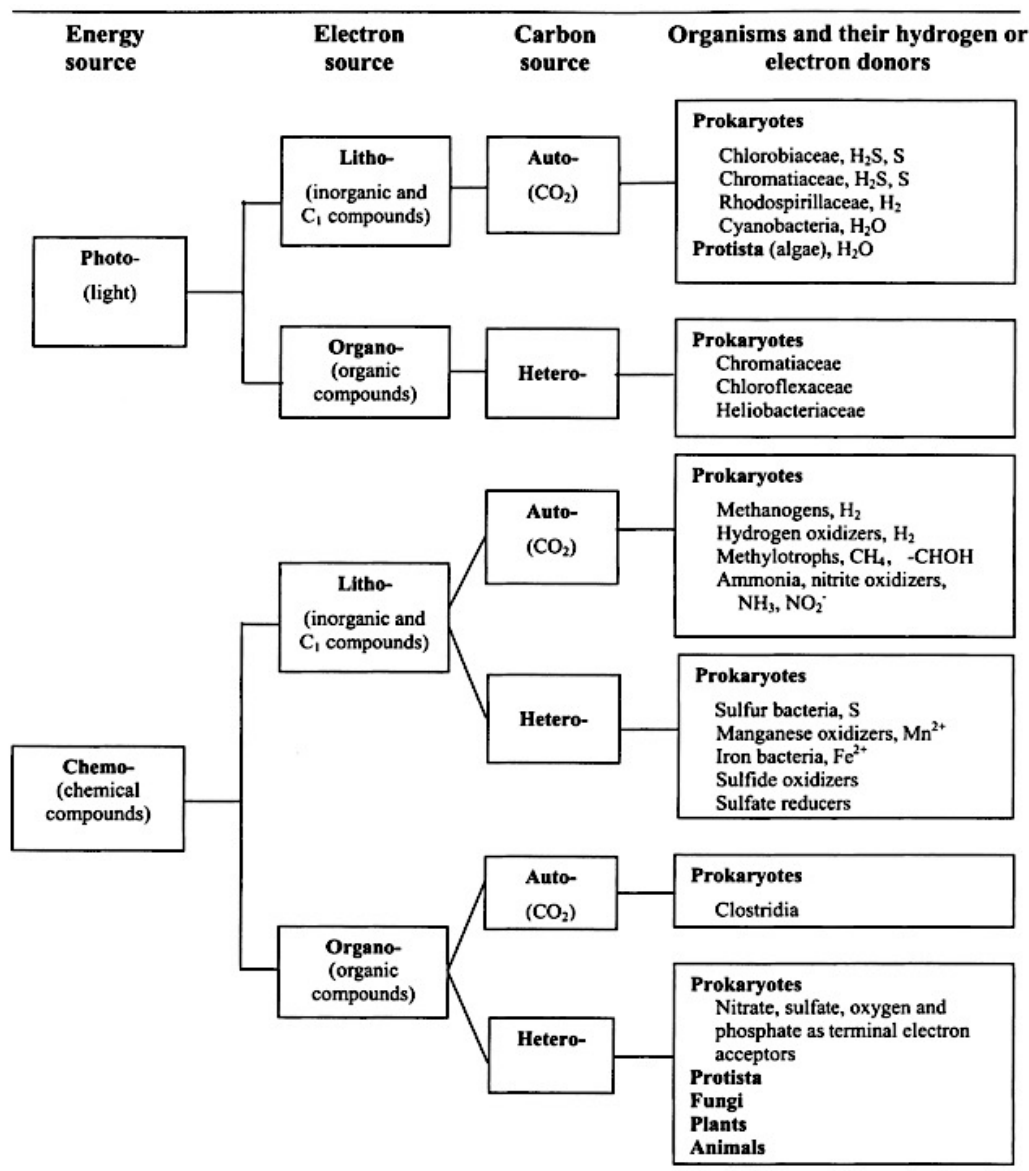 Energy source
Electron source
Carbon source
Organisms and their hydrogen or electron donors
Photo-
(light)
Litho-
(inorganic and
C₁ compounds)
Auto-
(CO₂)
Prokaryotes
Chlorobiaceae, H₂S, S
Chromatiaceae, H₂S, S
Rhodospirillaceae, H₂
Cyanobacteria, H₂O
Protista (algae), H₂O
Organo-
(organic
compounds)
Hetero-
Prokaryotes
Chromatiaceae
Chloroflexaceae
Heliobacteriaceae
Chemo-
(chemical
compounds)
Litho-
(inorganic and
C₁ compounds)
Auto-
(CO₂)
Prokaryotes
Methanogens, H₂
Hydrogen oxidizers, H₂
Methylotrophs, CH₄, -CHOH
Ammonia, nitrite oxidizers,
NH₃, NO₂⁻
Hetero-
Prokaryotes
Sulfur bacteria, S
Manganese oxidizers, Mn²⁺
Iron bacteria, Fe²⁺
Sulfide oxidizers
Sulfate reducers
Organo-
(organic
compounds)
Auto-
(CO₂)
Prokaryotes
Clostridia
Hetero-
Prokaryotes
Nitrate, sulfate, oxygen and
phosphate as terminal electron
acceptors
Protista
Fungi
Plants
Animals